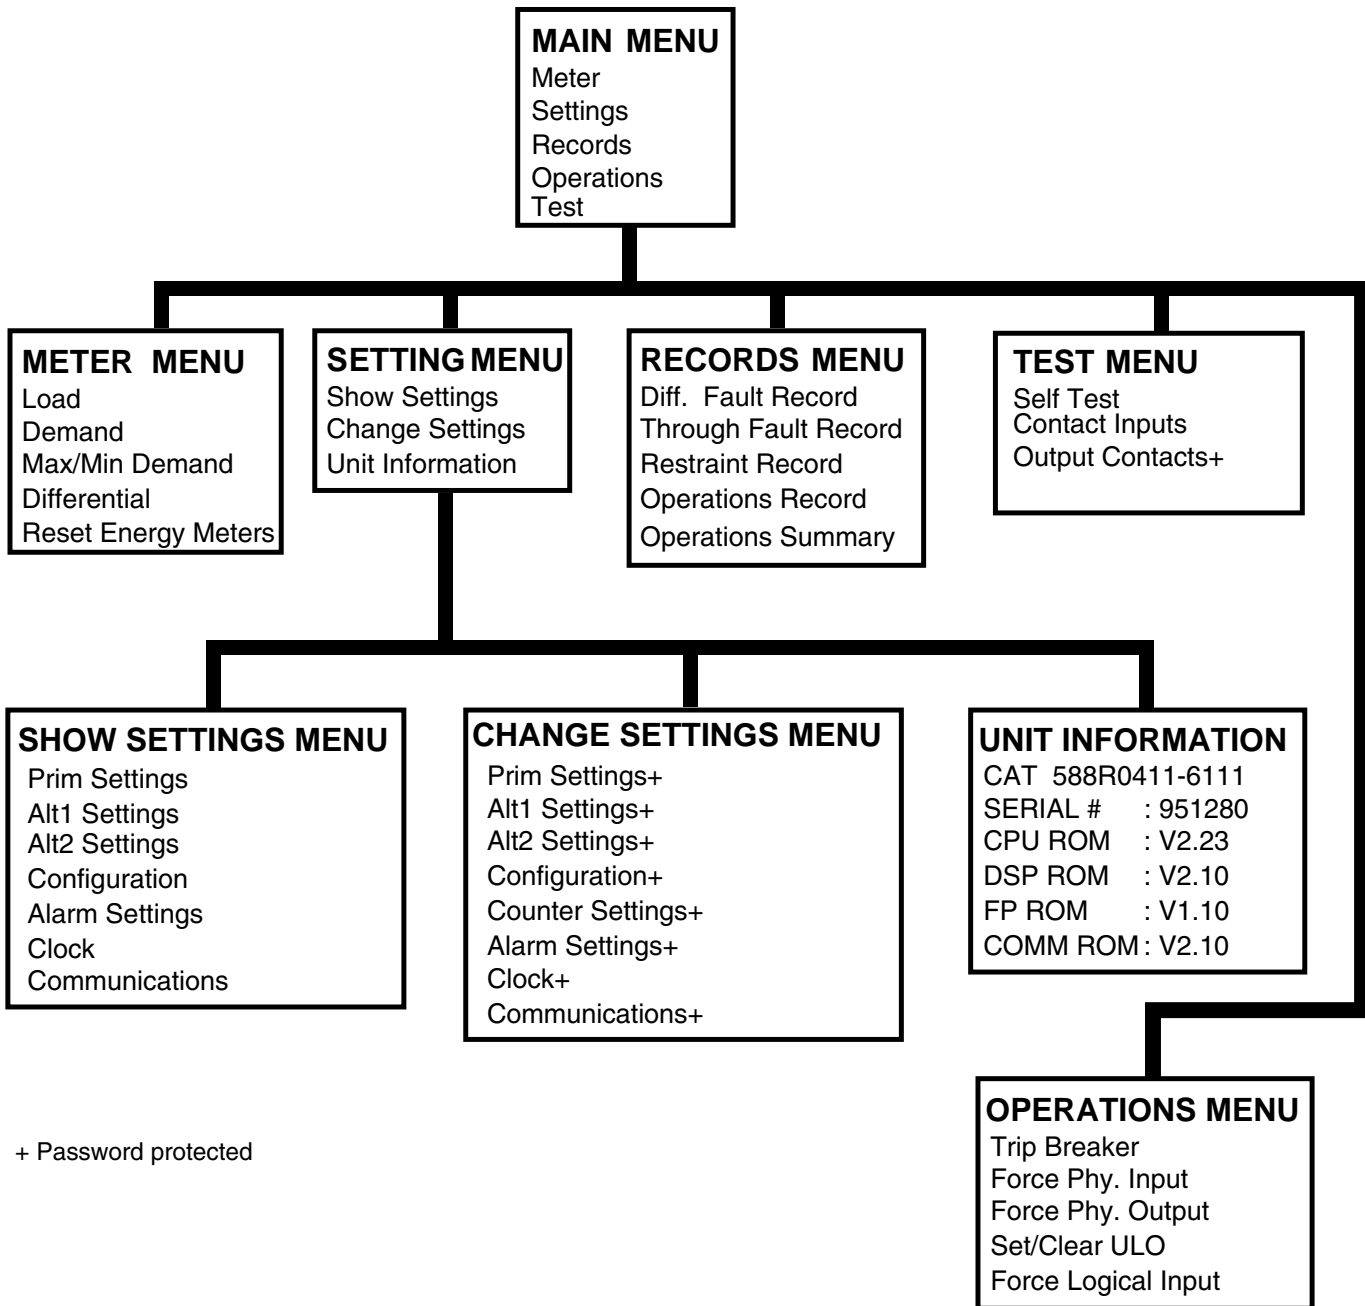 MAIN MENU
Meter
Settings
Records
Operations
Test
METER MENU
Load
Demand
Max/Min Demand
Differential
Reset Energy Meters
SETTING MENU
Show Settings
Change Settings
Unit Information
RECORDS MENU
Diff. Fault Record
Through Fault Record
Restraint Record
Operations Record
Operations Summary
TEST MENU
Self Test
Contact Inputs
Output Contacts+
SHOW SETTINGS MENU
Prim Settings
Alt1 Settings
Alt2 Settings
Configuration
Alarm Settings
Clock
Communications
CHANGE SETTINGS MENU
Prim Settings+
Alt1 Settings+
Alt2 Settings+
Configuration+
Counter Settings+
Alarm Settings+
Clock+
Communications+
UNIT INFORMATION
CAT 588R0411-6111
SERIAL # : 951280
CPU ROM : V2.23
DSP ROM : V2.10
FP ROM : V1.10
COMM ROM : V2.10
OPERATIONS MENU
Trip Breaker
Force Phy. Input
Force Phy. Output
Set/Clear ULO
Force Logical Input
+ Password protected